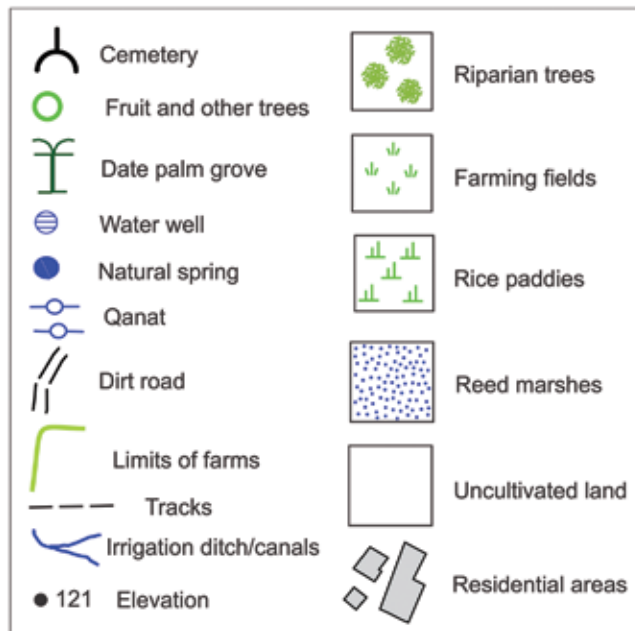 Cemetery
Fruit and other trees
Date palm grove
Water well
Natural spring
Qanat
Dirt road
Limits of farms
Tracks
Irrigation ditch/canals
121 Elevation
Riparian trees
Farming fields
Rice paddies
Reed marshes
Uncultivated land
Residential areas